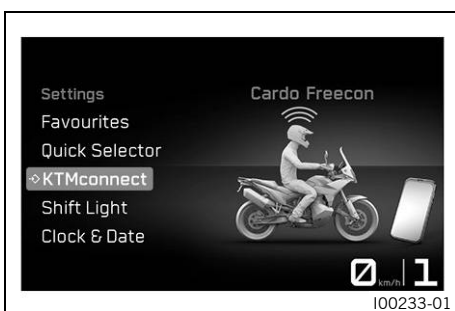 Settings
Cardo Freecon
Favourites
Quick Selector
KTMconnect
Shift Light
Clock & Date
0 km/h 1
I00233-01